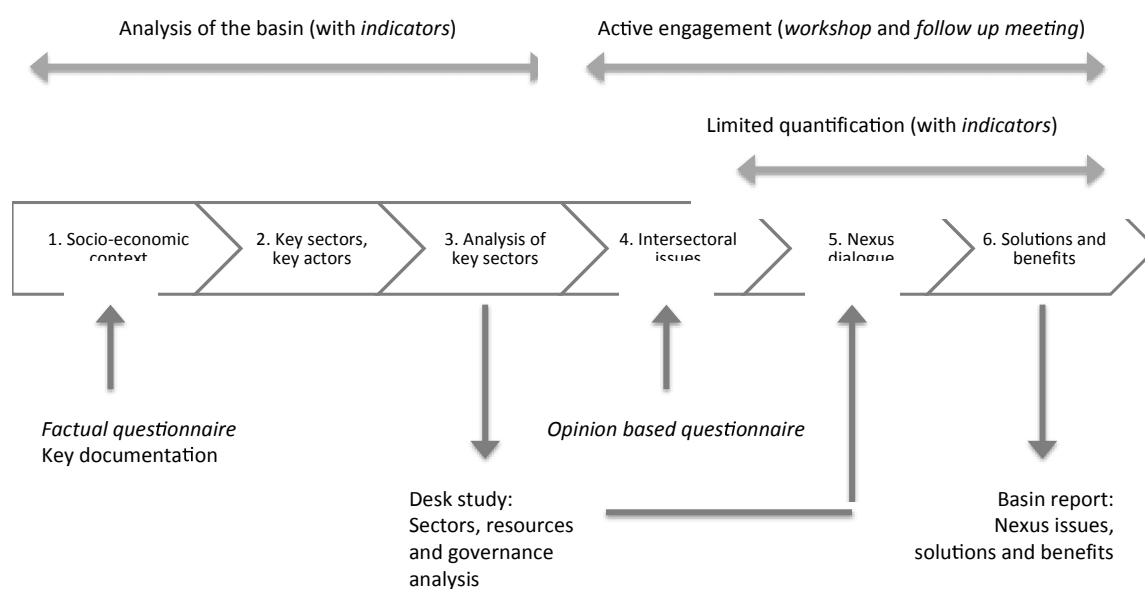 Analysis of the basin (with indicators)
Active engagement (workshop and follow up meeting)
Limited quantification (with indicators)
1. Socio-economic
context
2. Key sectors,
key actors
3. Analysis of
key sectors
4. Intersectoral
issues
5. Nexus
dialogue
6. Solutions and
benefits
Factual questionnaire
Key documentation
Opinion based questionnaire
Desk study:
Sectors, resources
and governance
analysis
Basin report:
Nexus issues,
solutions and benefits